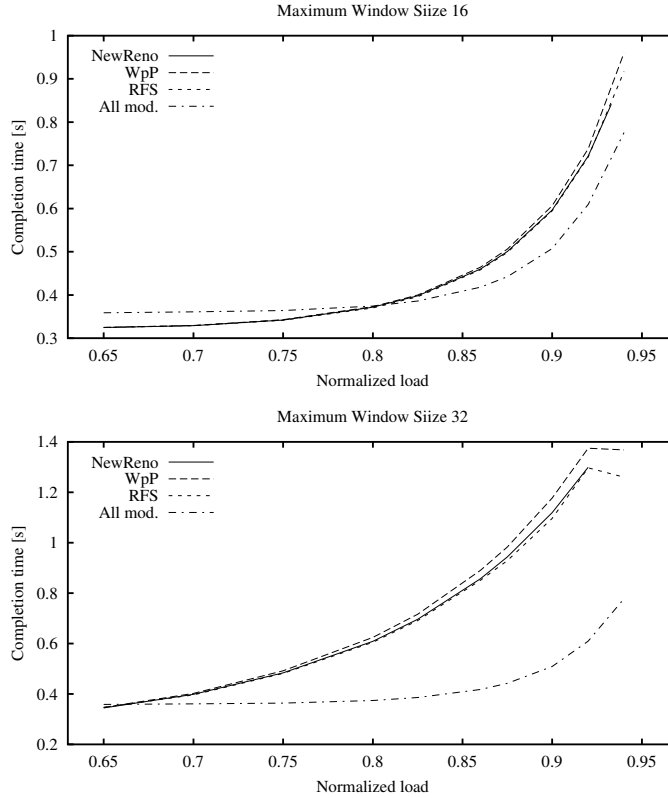 Maximum Window Siize 16
1
0.9
0.8
0.7
0.6
0.5
0.4
0.3
Completion time [s]
NewReno
WpP
RFS
All mod.
0.65 0.7 0.75 0.8 0.85 0.9 0.95
Normalized load
Maximum Window Siize 32
1.4
1.2
1
0.8
0.6
0.4
0.2
Completion time [s]
NewReno
WpP
RFS
All mod.
0.65 0.7 0.75 0.8 0.85 0.9 0.95
Normalized load